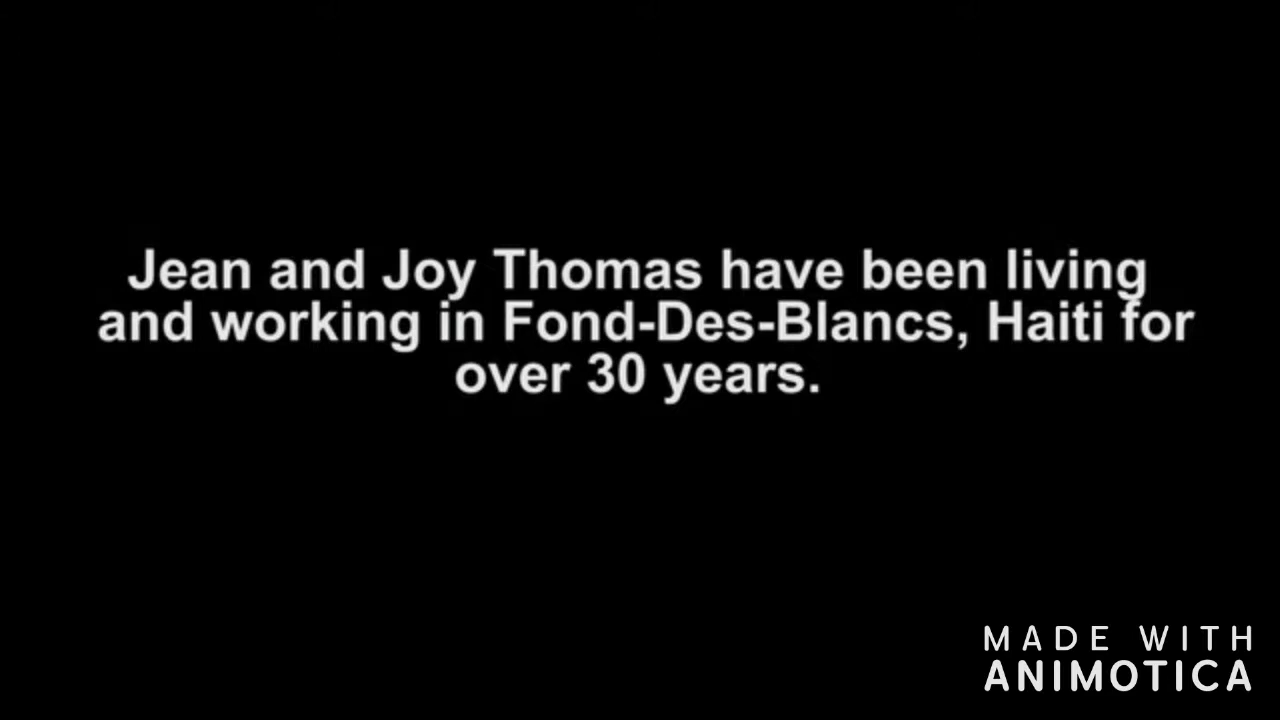 Jean and Joy Thomas have been living
and working in Fond-Des-Blancs, Haiti for
over 30 years.
MADE WITH
ANIMOTICA